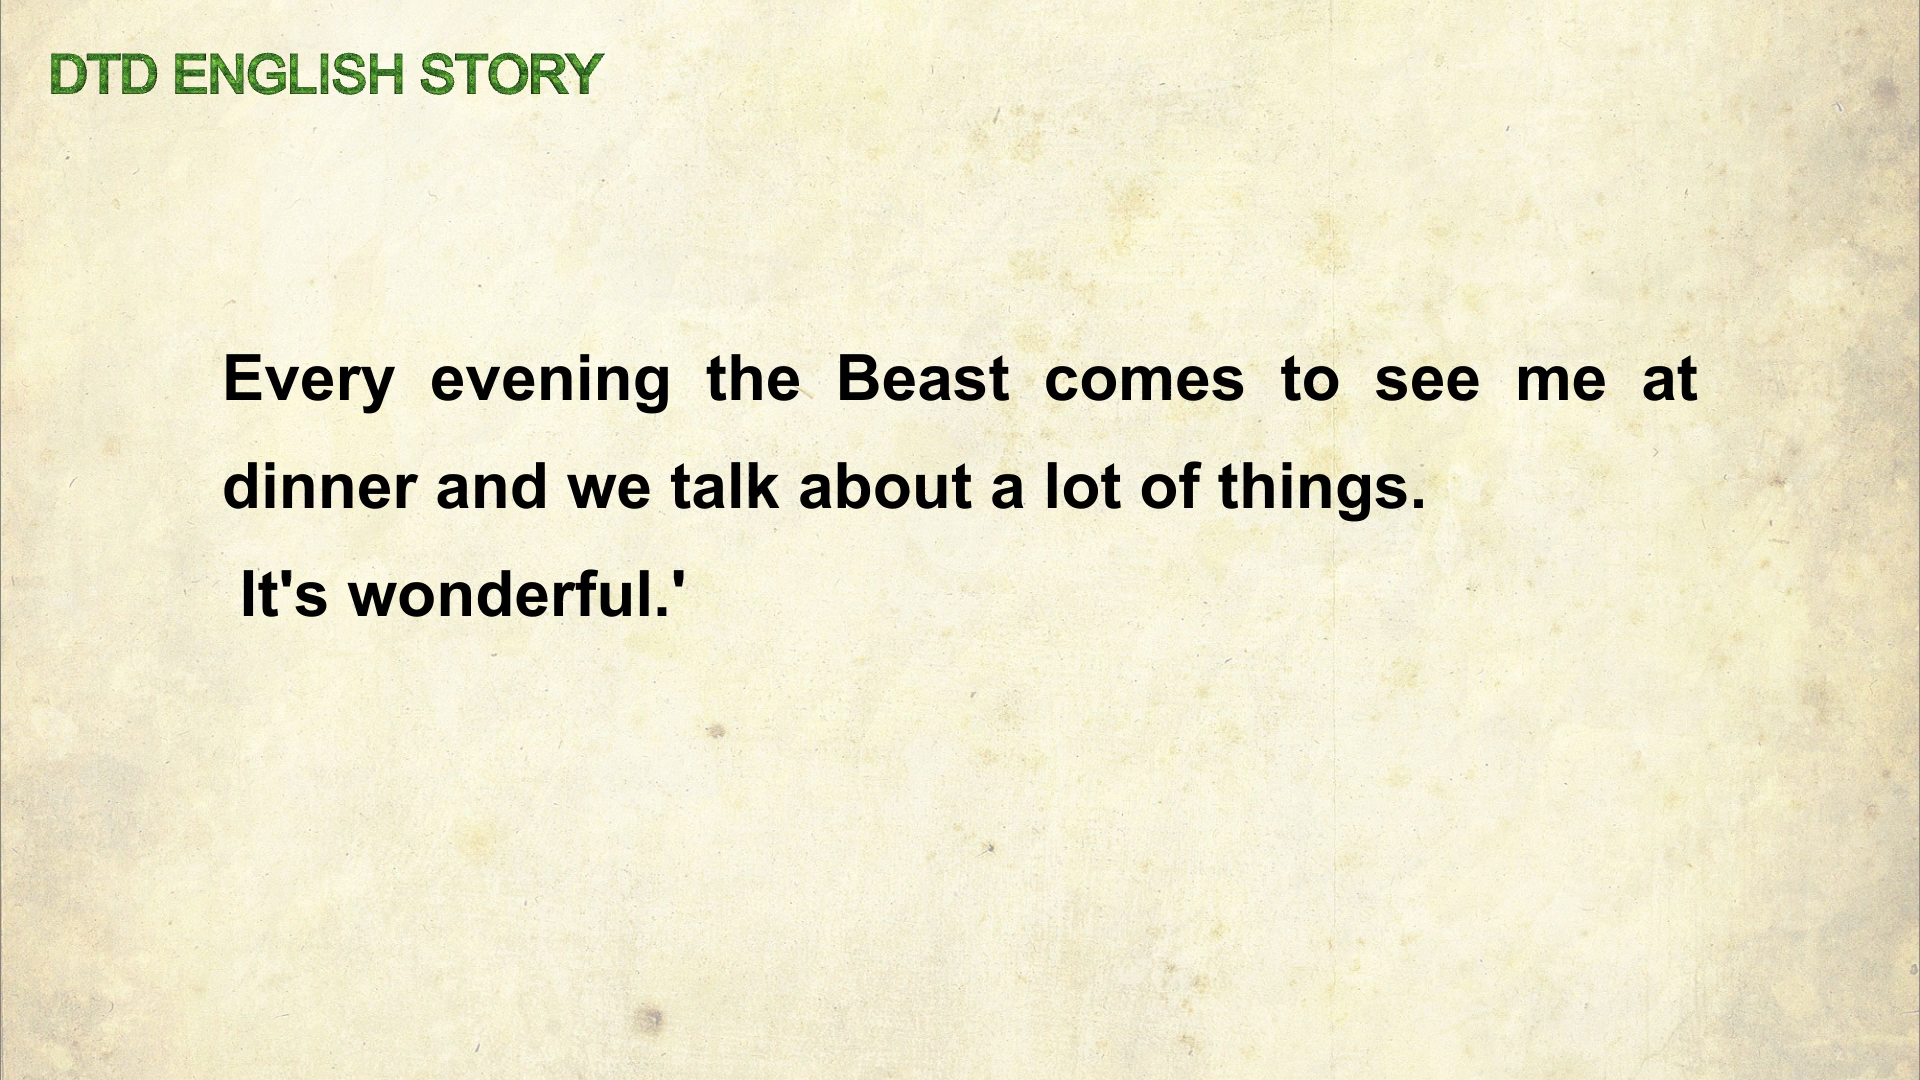 DTD ENGLISH STORY
Every evening the Beast comes to see me at
dinner and we talk about a lot of things.
It's wonderful.'